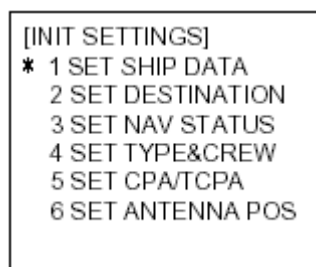 [INIT SETTINGS]
* 1 SET SHIP DATA
2 SET DESTINATION
3 SET NAV STATUS
4 SET TYPE&CREW
5 SET CPA/TCPA
6 SET ANTENNA POS